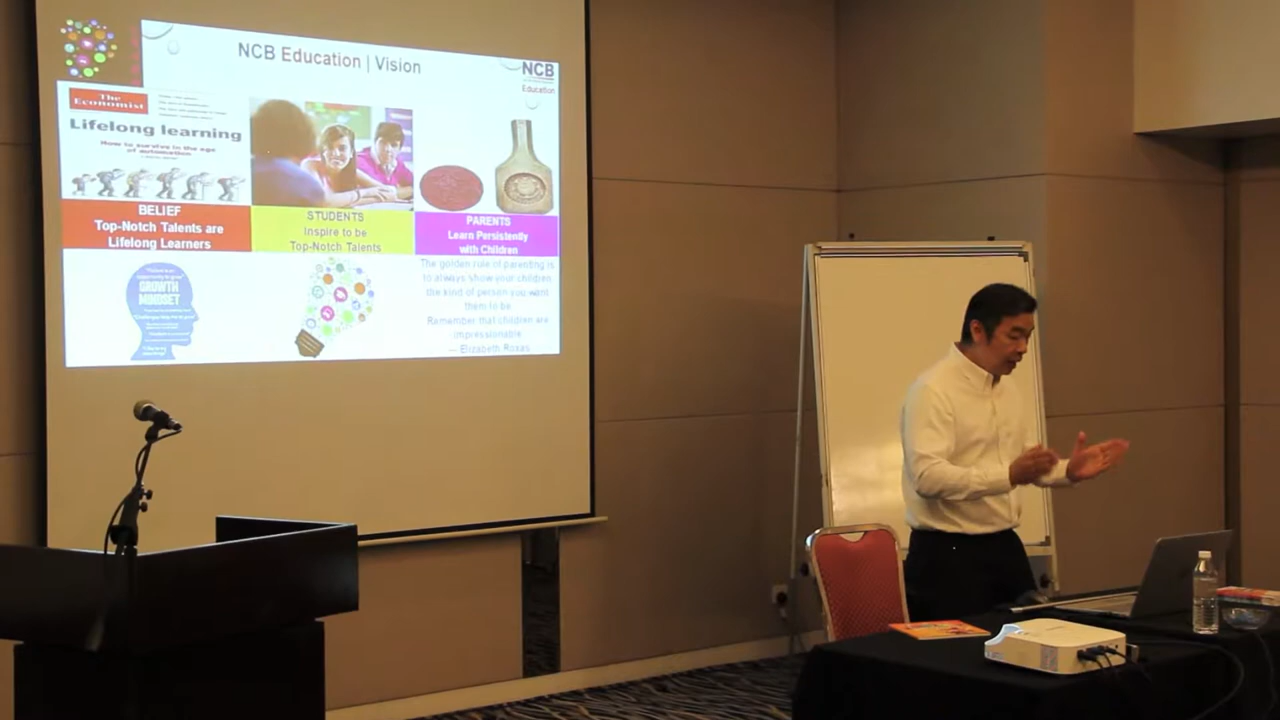 NCB Education | Vision
NCB
Education
The
Economist
Lifelong learning
How to survive in the age
of automation
BELIEF
Top-Notch Talents are
Lifelong Learners
STUDENTS
Inspire to be
Top-Notch Talents
PARENTS
Learn Persistently
with Children
GROWTH
MINDSET
The golden rule of parenting is
to always show your children
the kind of person you want
them to be.
Remember that children are
impressionable
— Elizabeth Roxas